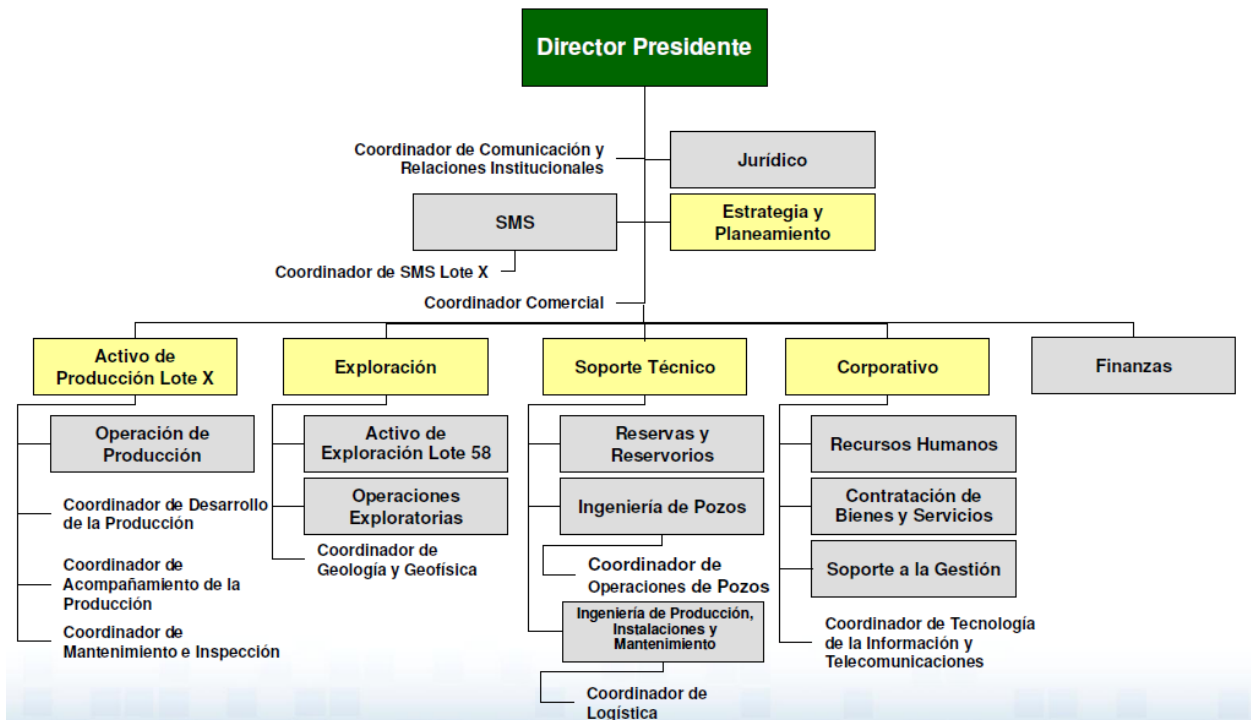 Director Presidente
Coordinador de Comunicación y
Relaciones Institucionales
Jurídico
SMS
Estrategia y
Planeamiento
Coordinador de SMS Lote X
Coordinador Comercial
Activo de
Producción Lote X
Exploración
Soporte Técnico
Corporativo
Finanzas
Operación de
Producción
Coordinador de Desarrollo
de la Producción
Coordinador de
Acompañamiento de la
Producción
Coordinador de
Mantenimiento e Inspección
Activo de
Exploración Lote 58
Operaciones
Exploratorias
Coordinador de
Geología y Geofísica
Reservas y
Reservorios
Ingeniería de Pozos
Coordinador de
Operaciones de Pozos
Ingeniería de Producción,
Instalaciones y
Mantenimiento
Coordinador de
Logística
Recursos Humanos
Contratación de
Bienes y Servicios
Soporte a la Gestión
Coordinador de Tecnología
de la Información y
Telecomunicaciones